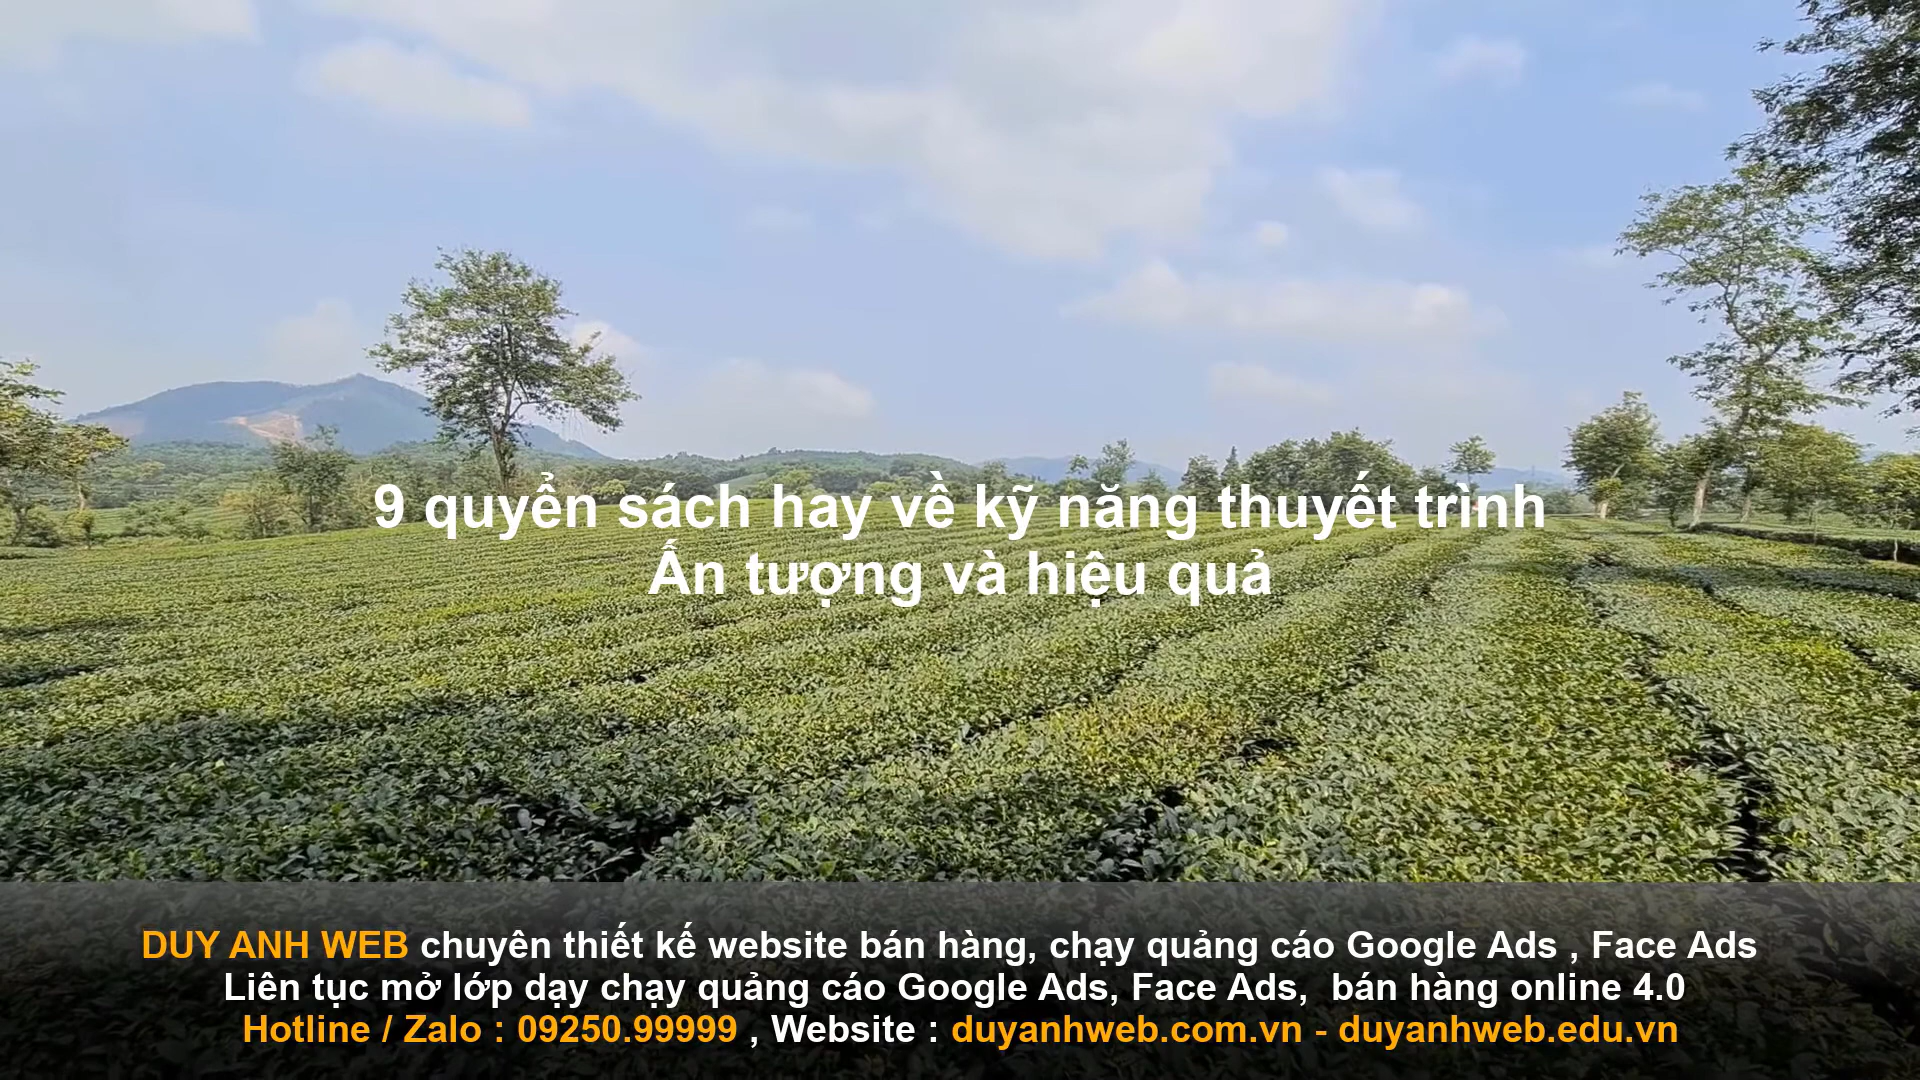 9 quyển sách hay về kỹ năng thuyết trình
Ấn tượng và hiệu quả
DUY ANH WEB chuyên thiết kế website bán hàng, chạy quảng cáo Google Ads , Face Ads
Liên tục mở lớp dạy chạy quảng cáo Google Ads, Face Ads,  bán hàng online 4.0
Hotline / Zalo : 09250.99999 , Website : duyanhweb.com.vn - duyanhweb.edu.vn